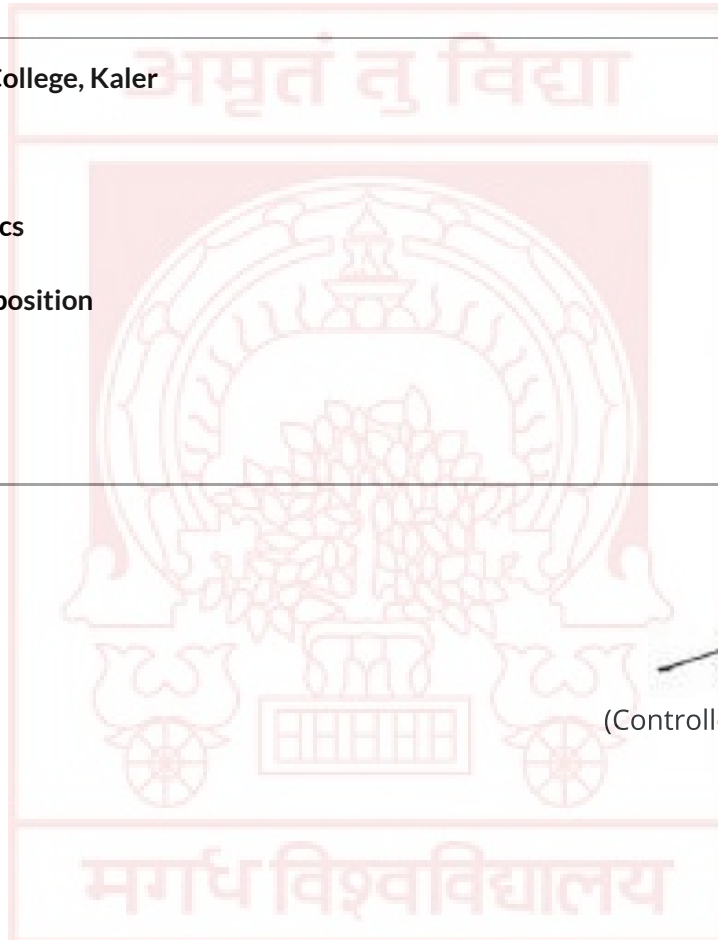 अमृतं तु विद्या
College, Kaler
cs
position
(Controll
मगध विश्वविद्यालय